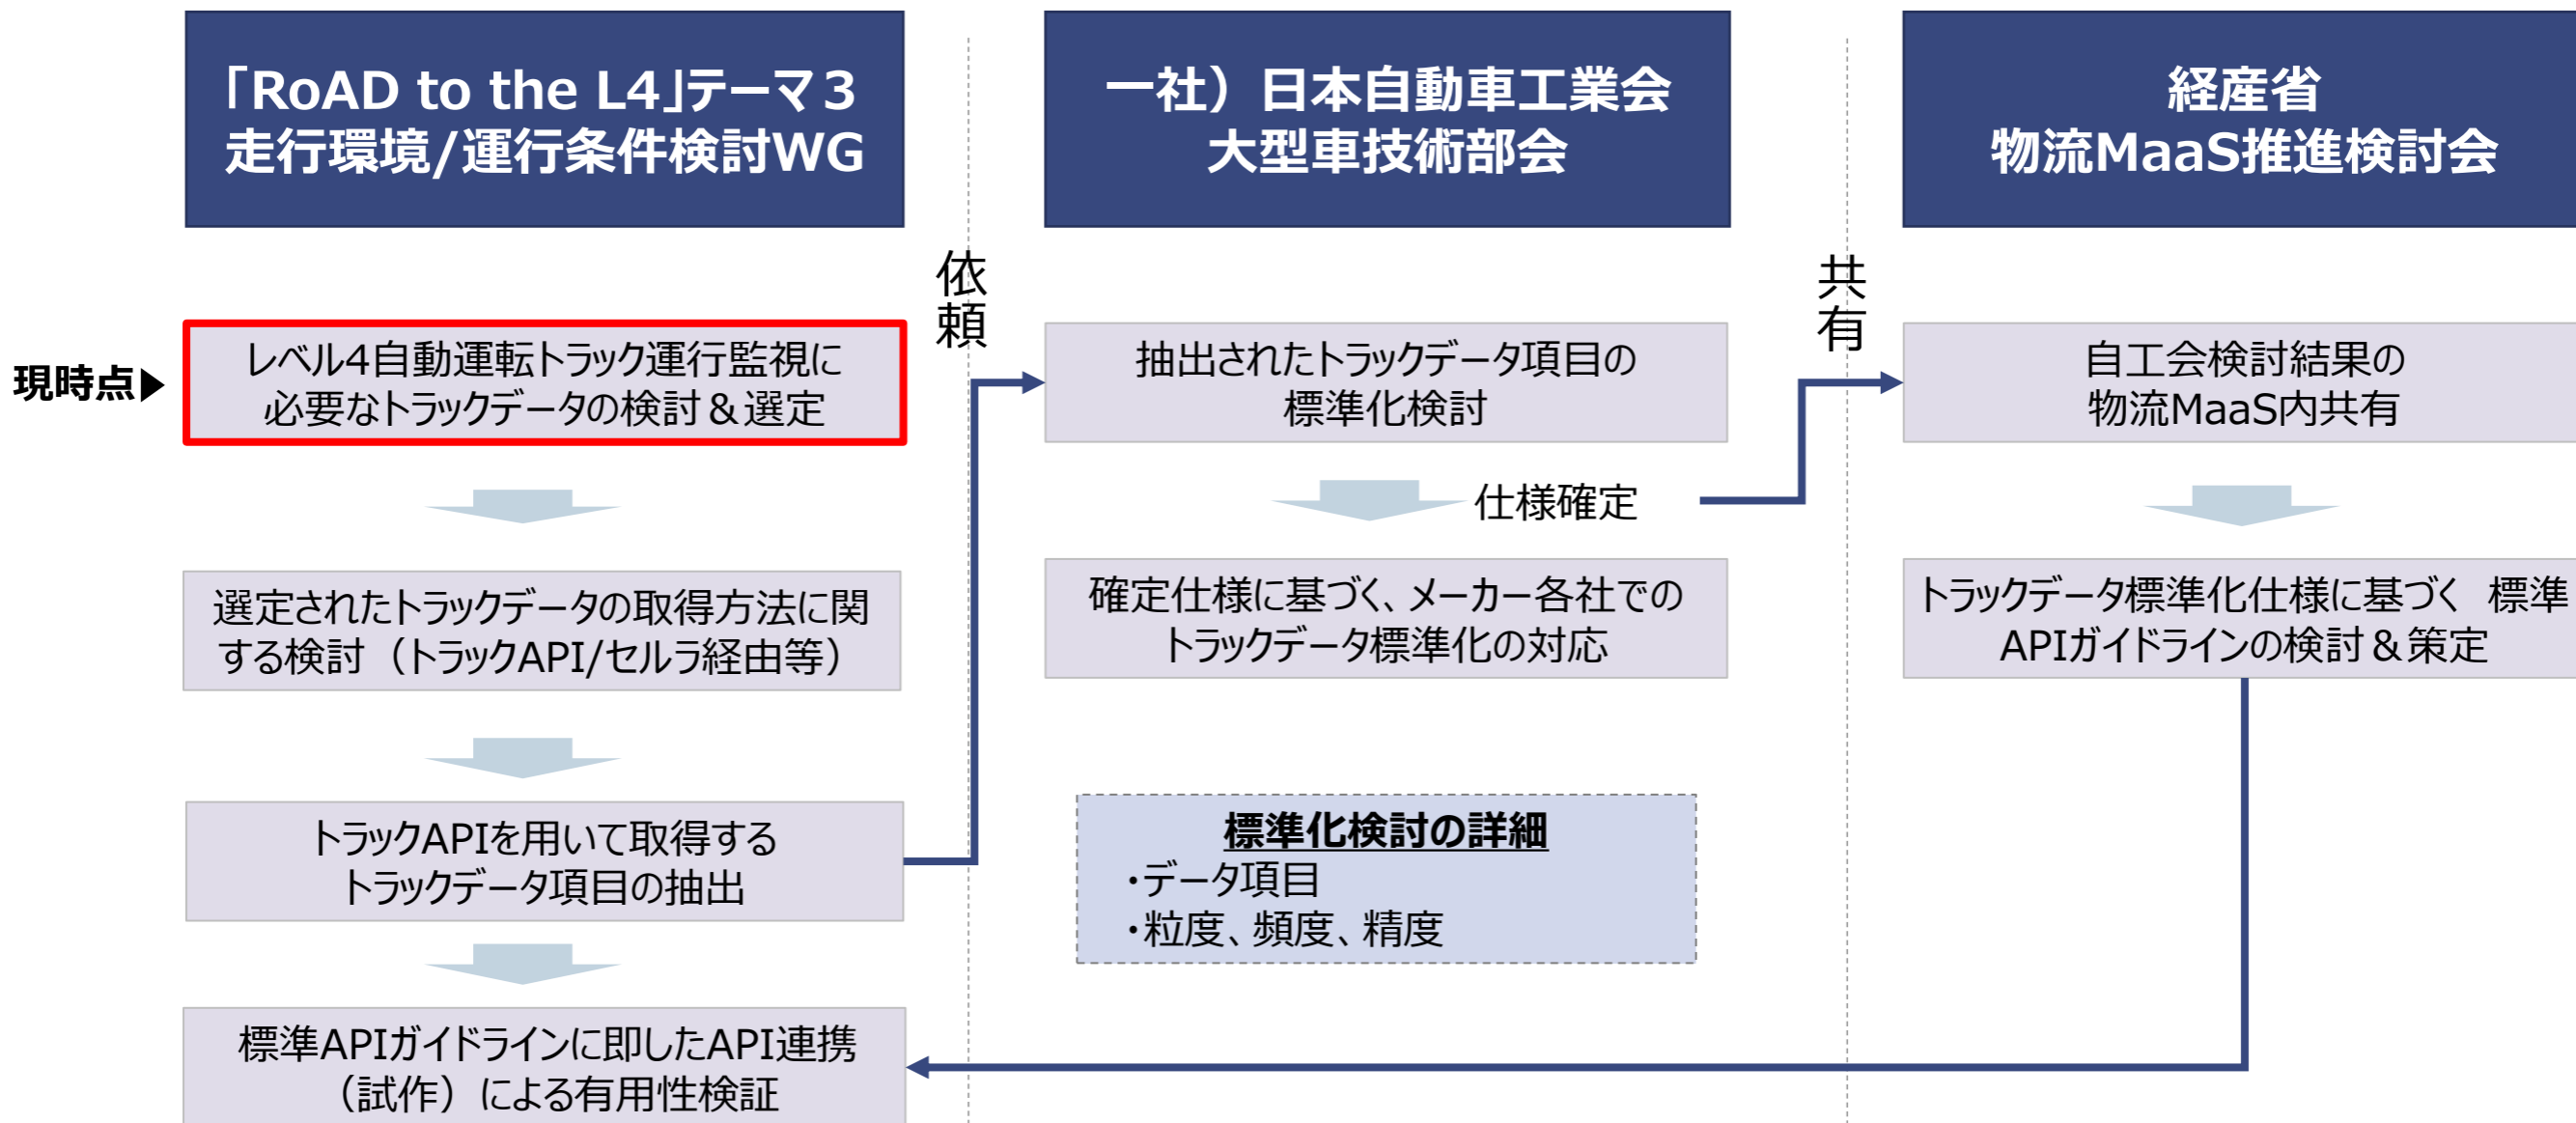 「RoAD to the L4」テーマ3
走行環境/運行条件検討WG
一社）日本自動車工業会
大型車技術部会
経産省
物流MaaS推進検討会
依頼
共有
現時点▶
レベル4自動運転トラック運行監視に
必要なトラックデータの検討＆選定
抽出されたトラックデータ項目の
標準化検討
自工会検討結果の
物流MaaS内共有
仕様確定
選定されたトラックデータの取得方法に関
する検討（トラックAPI/セルラ経由等）
確定仕様に基づく、メーカー各社での
トラックデータ標準化の対応
トラックデータ標準化仕様に基づく 標準
APIガイドラインの検討＆策定
トラックAPIを用いて取得する
トラックデータ項目の抽出
標準化検討の詳細
・データ項目
・粒度、頻度、精度
標準APIガイドラインに即したAPI連携
（試作）による有用性検証